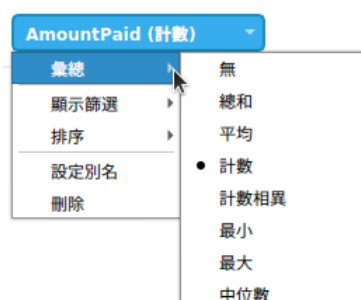 AmountPaid (計數)
彙總
顯示篩選
排序
設定別名
刪除
無
總和
平均
計數
計數相異
最小
最大
中位數